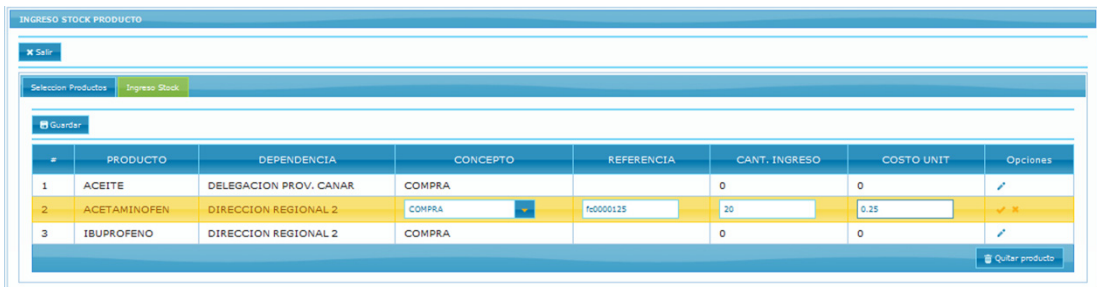 INGRESO STOCK PRODUCTO
Salir
Seleccion Productos Ingreso Stock
Guardar
# PRODUCTO DEPENDENCIA CONCEPTO REFERENCIA CANT. INGRESO COSTO UNIT Opciones
1 ACEITE DELEGACION PROV. CANAR COMPRA 0 0
2 ACETAMINOFEN DIRECCION REGIONAL 2 COMPRA fc0000125 20 0.25
3 IBUPROFENO DIRECCION REGIONAL 2 COMPRA 0 0
Quitar producto